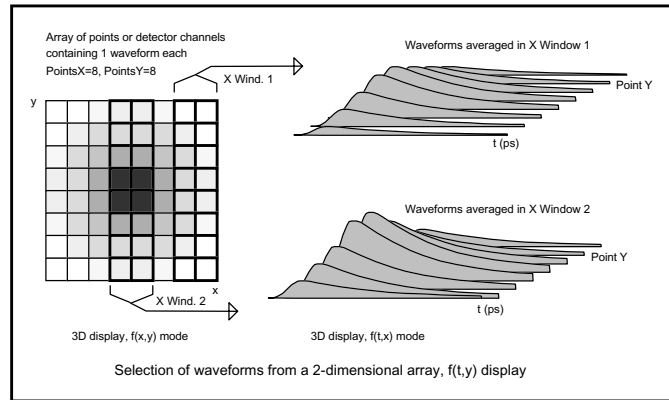 Array of points or detector channels
containing 1 waveform each
PointsX=8, PointsY=8
X Wind. 1
Waveforms averaged in X Window 1
y
Point Y
t (ps)
Waveforms averaged in X Window 2
Point Y
x
X Wind. 2
t (ps)
3D display, f(x,y) mode
3D display, f(t,x) mode
Selection of waveforms from a 2-dimensional array, f(t,y) display